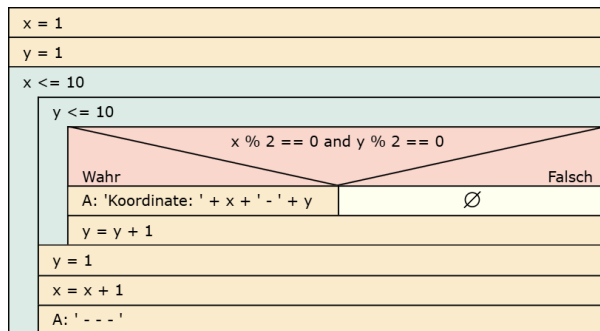 x = 1
y = 1
x <= 10
y <= 10
x % 2 == 0 and y % 2 == 0
Wahr
Falsch
A: 'Koordinate: ' + x + ' - ' + y
∅
y = y + 1
y = 1
x = x + 1
A: ' - - - '